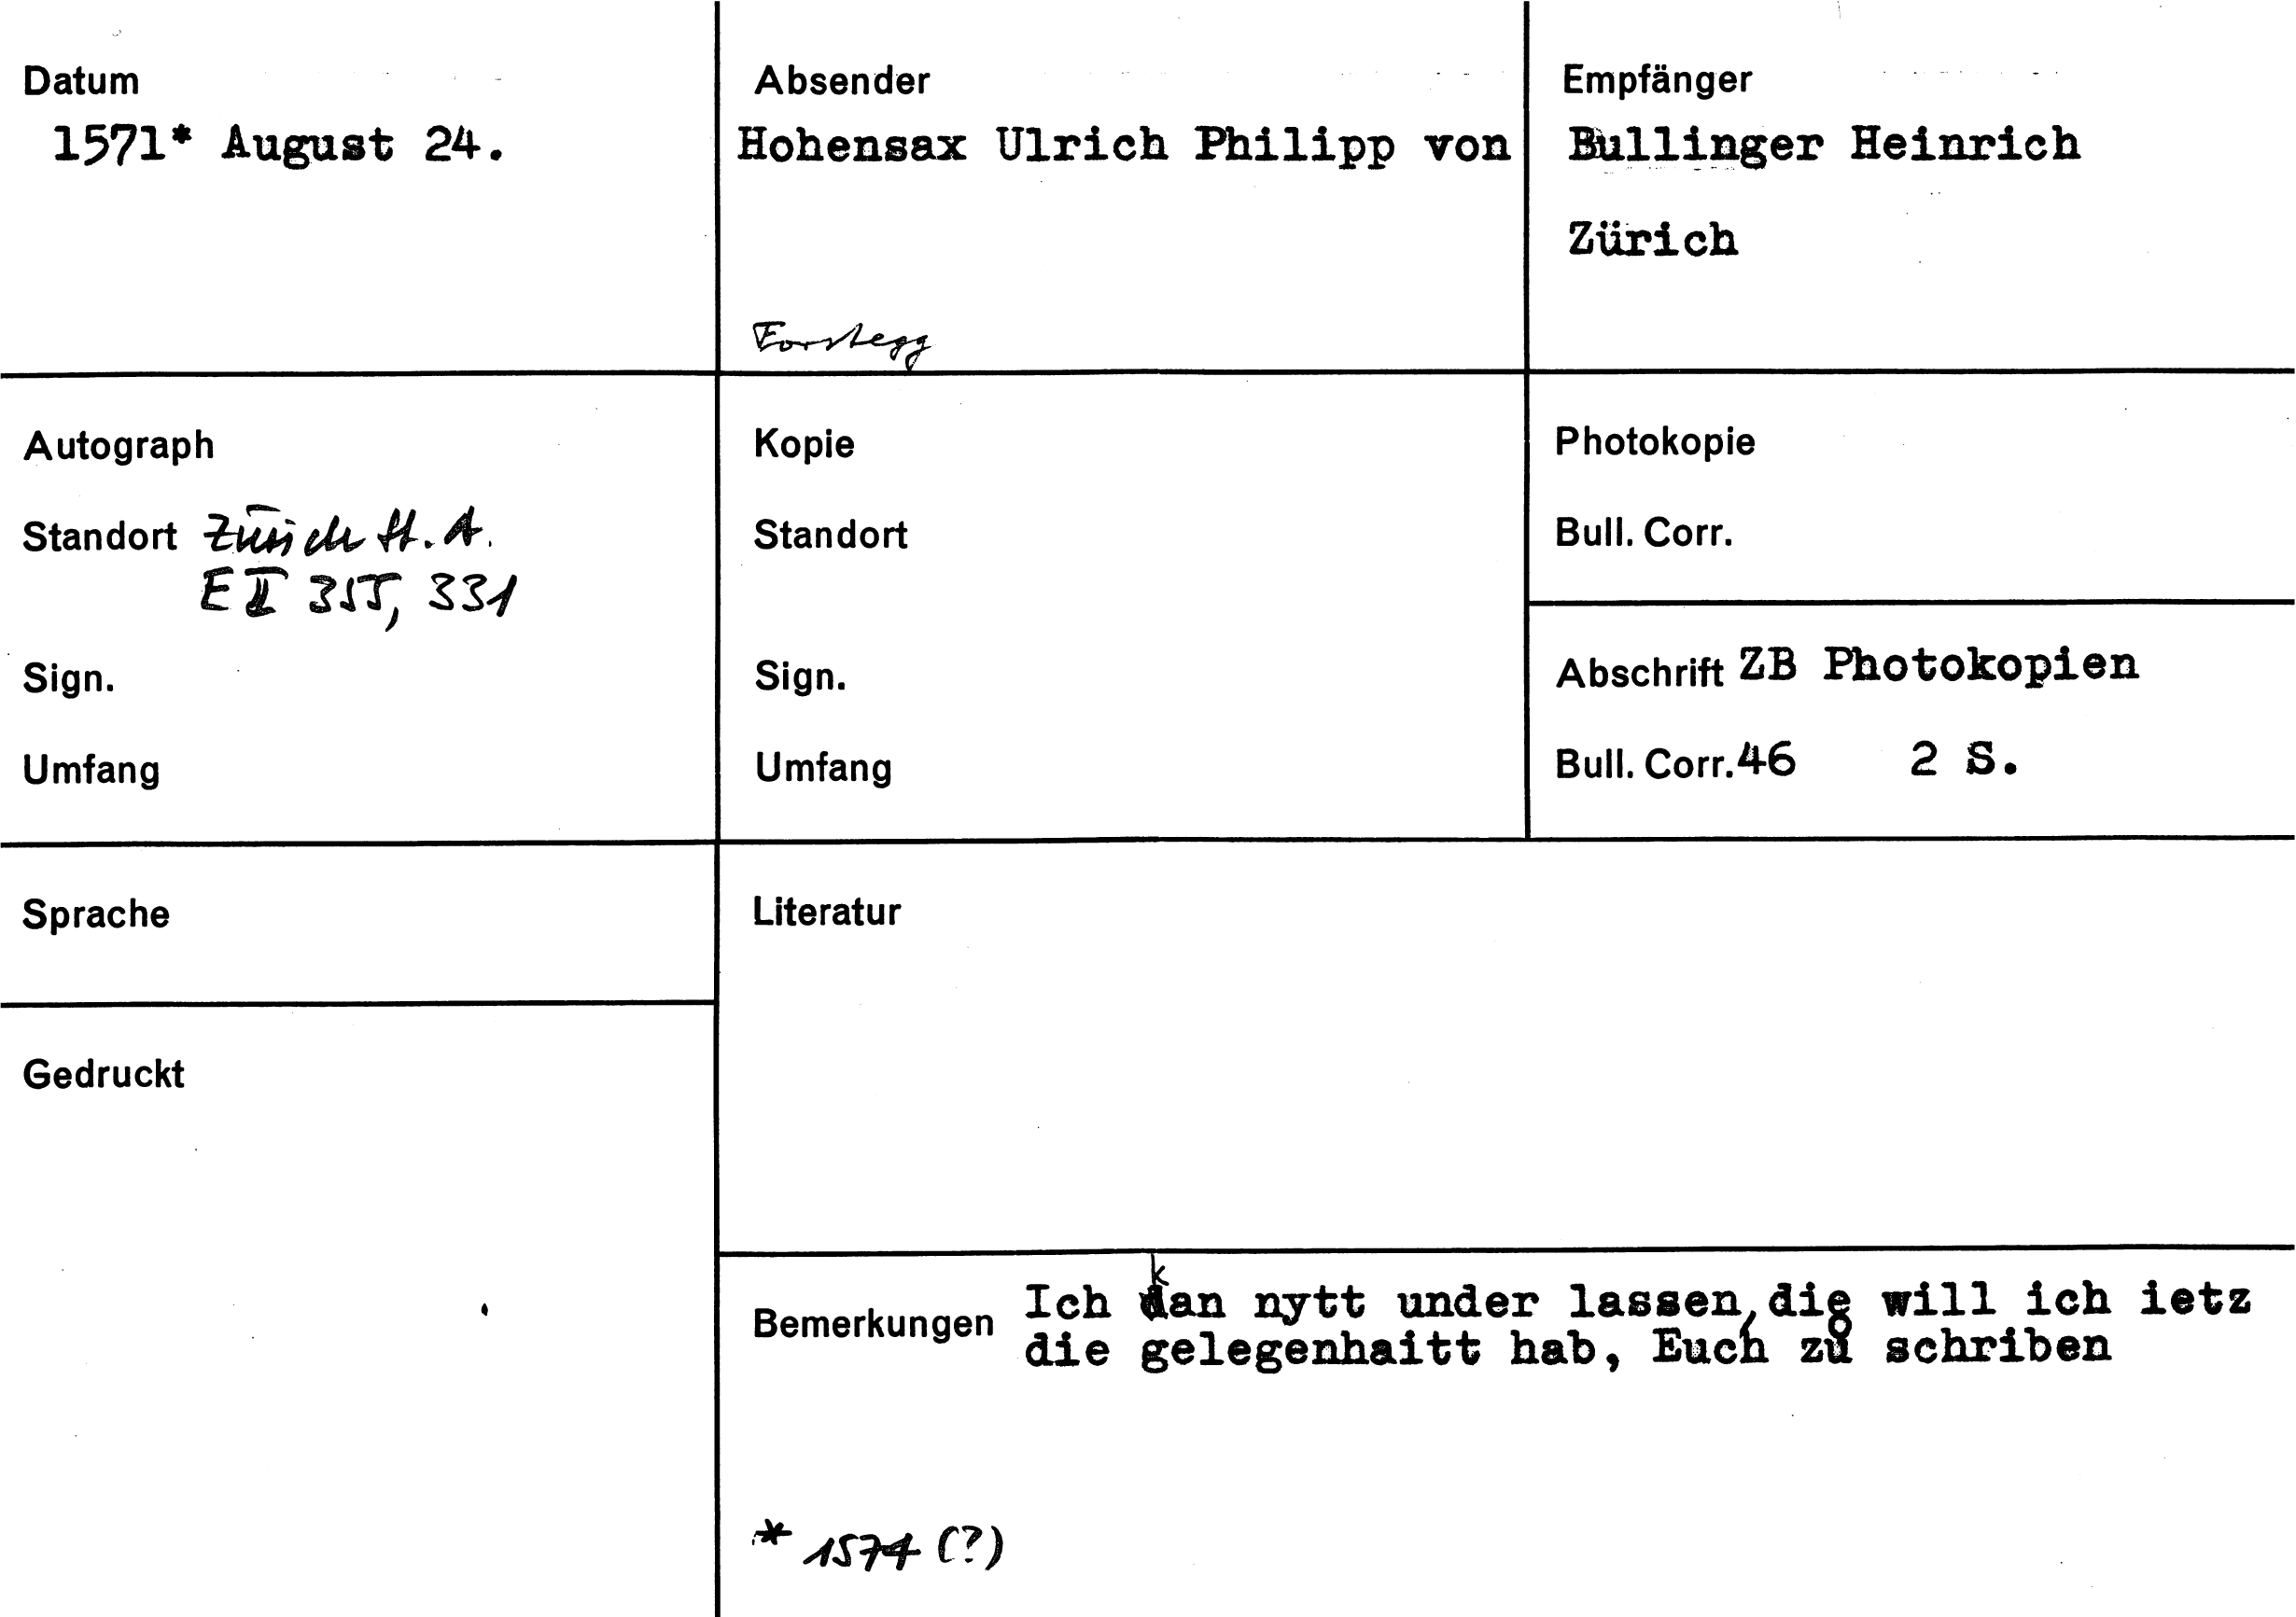 Datum
1571* August 24.
Absender
Hohensax Ulrich Philipp von
Forstegg
Empfänger
Bullinger Heinrich
Zürich
Autograph
Standort Zürich St. A.
E II 355, 331
Sign.
Umfang
Kopie
Standort
Sign.
Umfang
Photokopie
Bull. Corr.
Abschrift ZB Photokopien
Bull. Corr. 46 2 S.
Sprache
Gedruckt
Literatur
Bemerkungen Ich kan nytt under lassen, die will ich ietz
die gelegenhaitt hab, Euch zů schriben
* 1574 (?)